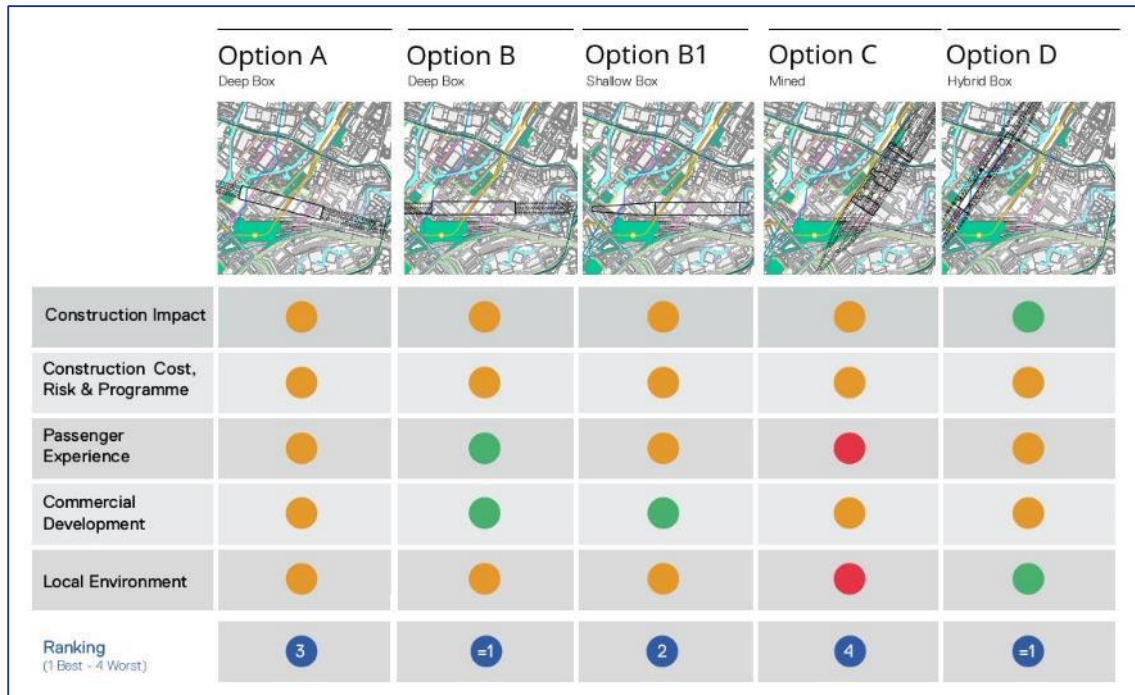 Option A
Deep Box
Option B
Deep Box
Option B1
Shallow Box
Option C
Mined
Option D
Hybrid Box
Construction Impact
Construction Cost,
Risk & Programme
Passenger
Experience
Commercial
Development
Local Environment
Ranking
(1 Best - 4 Worst)
3
=1
2
4
=1